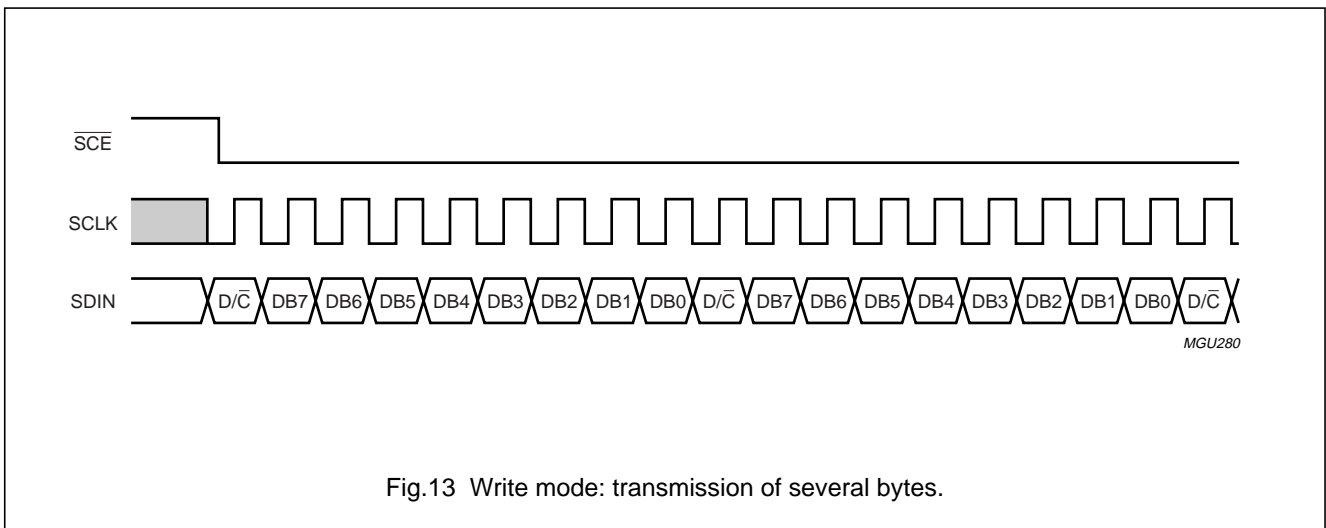 S̅C̅E̅
SCLK
SDIN D/C̅ DB7 DB6 DB5 DB4 DB3 DB2 DB1 DB0 D/C̅ DB7 DB6 DB5 DB4 DB3 DB2 DB1 DB0 D/C̅
MGU280
Fig.13 Write mode: transmission of several bytes.